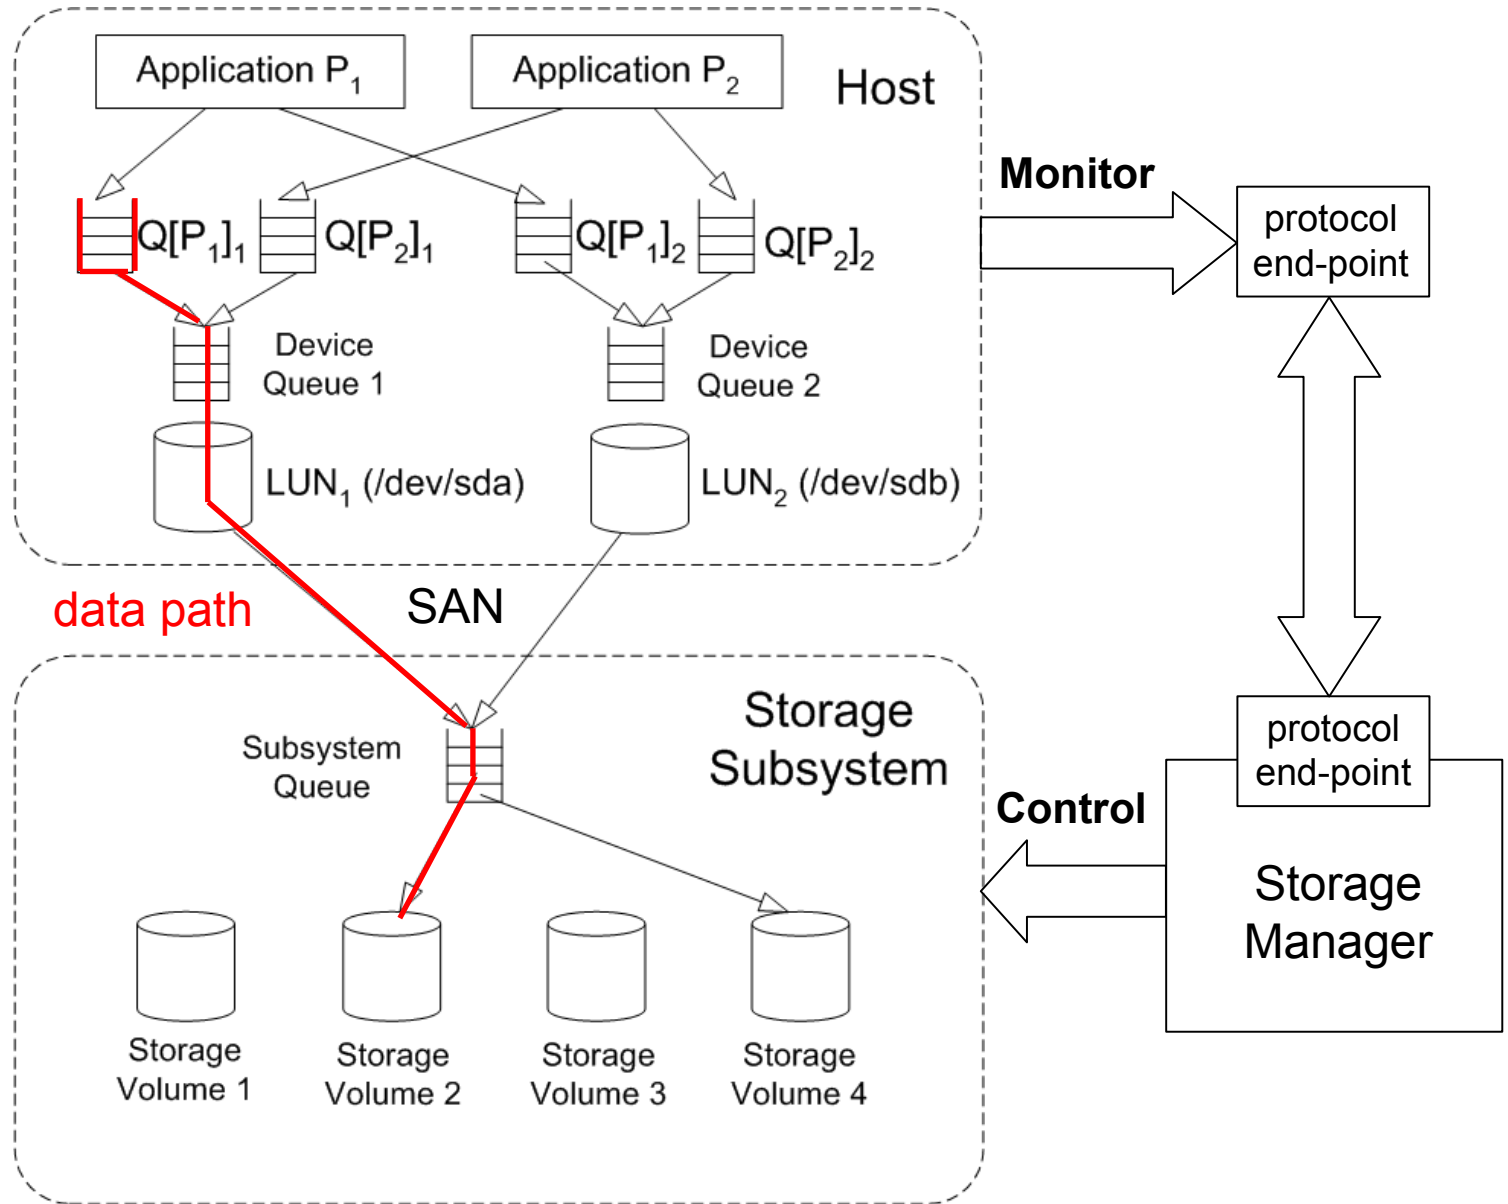 Application P1
Application P2
Host
Monitor
protocol
end-point
Q[P1]1
Q[P2]1
Q[P1]2
Q[P2]2
Device
Queue 1
Device
Queue 2
LUN1 (/dev/sda)
LUN2 (/dev/sdb)
data path
SAN
Storage
Subsystem
Subsystem
Queue
protocol
end-point
Control
Storage
Manager
Storage
Volume 1
Storage
Volume 2
Storage
Volume 3
Storage
Volume 4